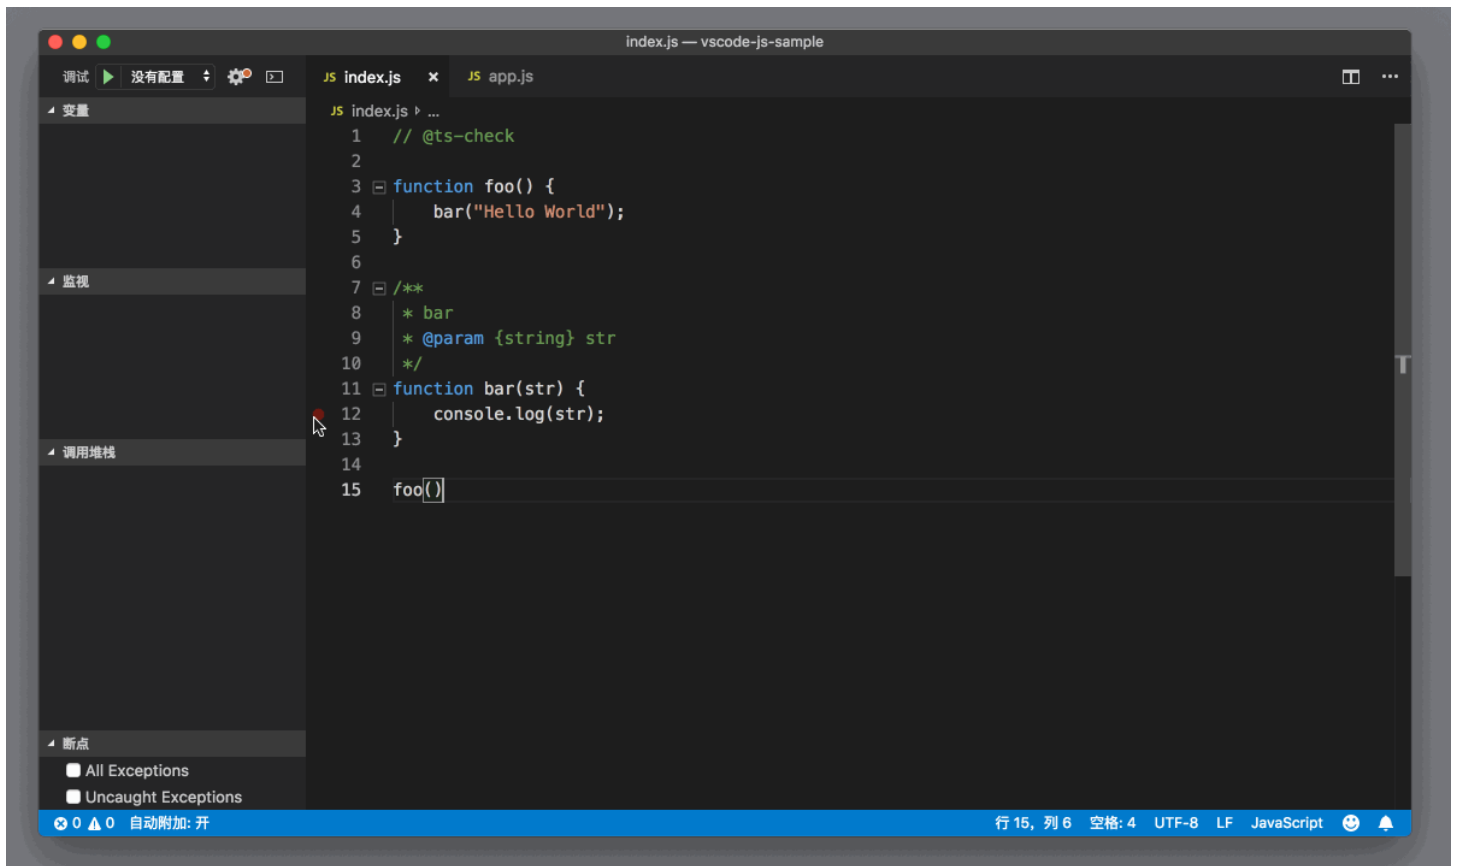 index.js — vscode-js-sample
调试 没有配置
JS index.js × JS app.js ...
变量
监视
调用堆栈
断点
All Exceptions
Uncaught Exceptions
JS index.js ...
1 // @ts-check
2
3 function foo() {
4 bar("Hello World");
5 }
6
7 /**
8 * bar
9 * @param {string} str
10 */
11 function bar(str) {
12 console.log(str);
13 }
14
15 foo()
0 0 自动附加: 开 行 15, 列 6 空格: 4 UTF-8 LF JavaScript